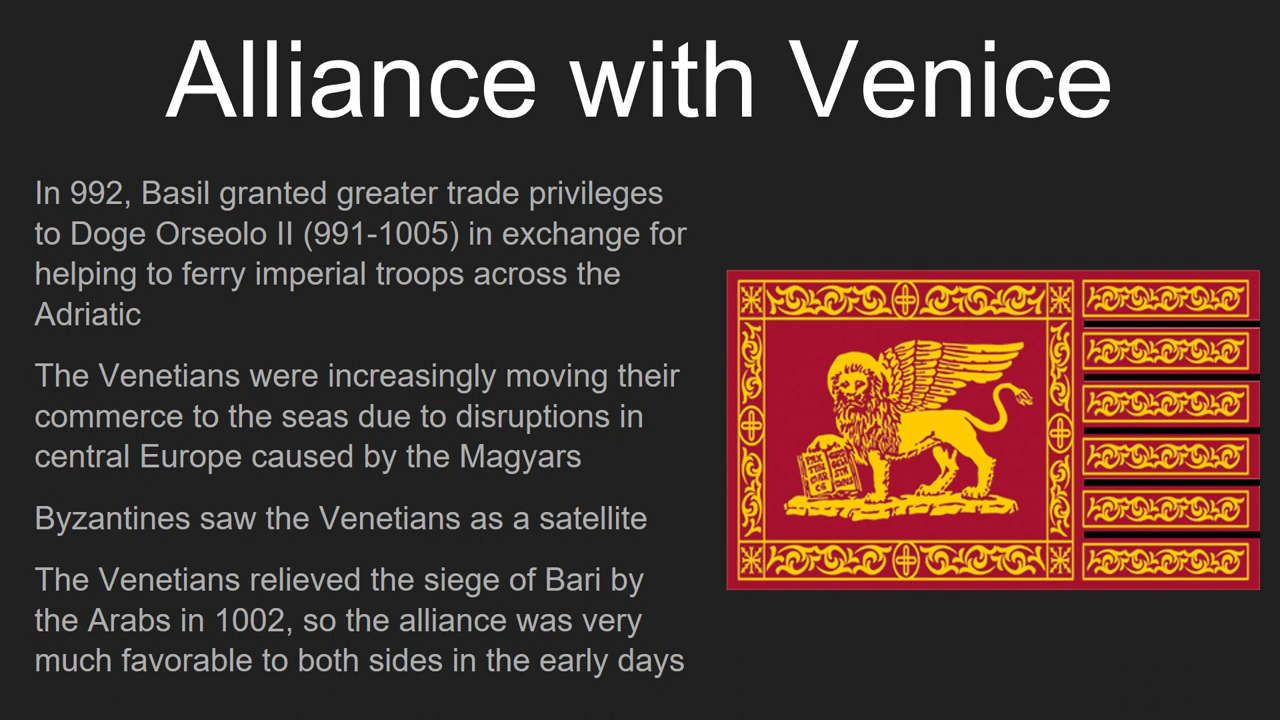 Alliance with Venice
In 992, Basil granted greater trade privileges
to Doge Orseolo II (991-1005) in exchange for
helping to ferry imperial troops across the
Adriatic
The Venetians were increasingly moving their
commerce to the seas due to disruptions in
central Europe caused by the Magyars
Byzantines saw the Venetians as a satellite
The Venetians relieved the siege of Bari by
the Arabs in 1002, so the alliance was very
much favorable to both sides in the early days